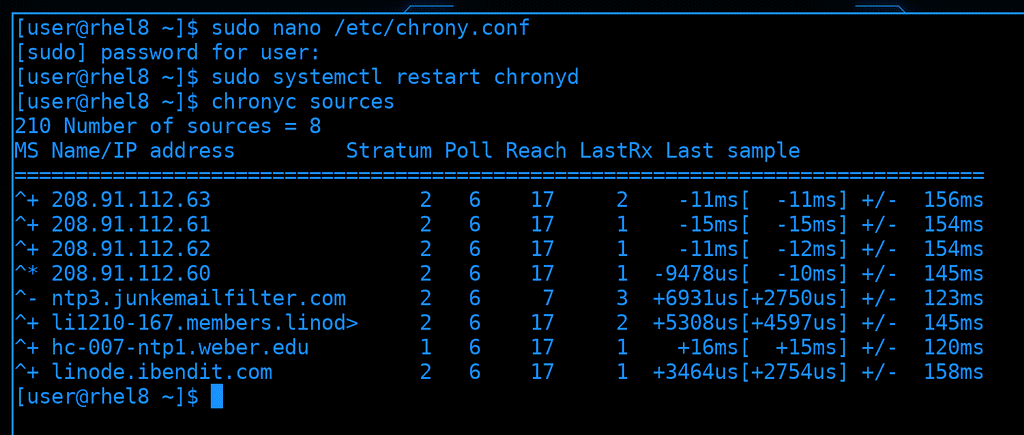 [user@rhel8 ~]$ sudo nano /etc/chrony.conf
[sudo] password for user:
[user@rhel8 ~]$ sudo systemctl restart chronyd
[user@rhel8 ~]$ chronyc sources
210 Number of sources = 8
MS Name/IP address         Stratum Poll Reach LastRx Last sample
===============================================================================
^+ 208.91.112.63                 2   6    17     2    -11ms[  -11ms] +/-  156ms
^+ 208.91.112.61                 2   6    17     1    -15ms[  -15ms] +/-  154ms
^+ 208.91.112.62                 2   6    17     1    -11ms[  -12ms] +/-  154ms
^* 208.91.112.60                 2   6    17     1  -9478us[  -10ms] +/-  145ms
^- ntp3.junkemailfilter.com      2   6     7     3  +6931us[+2750us] +/-  123ms
^+ li1210-167.members.linod>     2   6    17     2  +5308us[+4597us] +/-  145ms
^+ hc-007-ntp1.weber.edu         1   6    17     1    +16ms[  +15ms] +/-  120ms
^+ linode.ibendit.com            2   6    17     1  +3464us[+2754us] +/-  158ms
[user@rhel8 ~]$